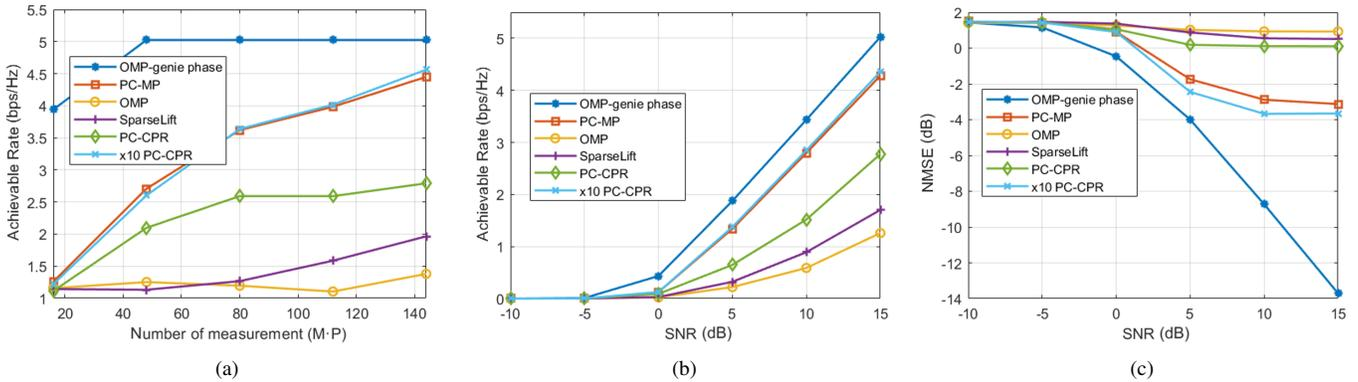 5.5
5
4.5
4
3.5
3
2.5
2
1.5
1
Achievable Rate (bps/Hz)
OMP-genie phase
PC-MP
OMP
SparseLift
PC-CPR
x10 PC-CPR
20 40 60 80 100 120 140
Number of measurement (M·P)
(a)
5
4
3
2
1
0
Achievable Rate (bps/Hz)
OMP-genie phase
PC-MP
OMP
SparseLift
PC-CPR
x10 PC-CPR
-10 -5 0 5 10 15
SNR (dB)
(b)
2
0
-2
-4
-6
-8
-10
-12
-14
NMSE (dB)
OMP-genie phase
PC-MP
OMP
SparseLift
PC-CPR
x10 PC-CPR
-10 -5 0 5 10 15
SNR (dB)
(c)